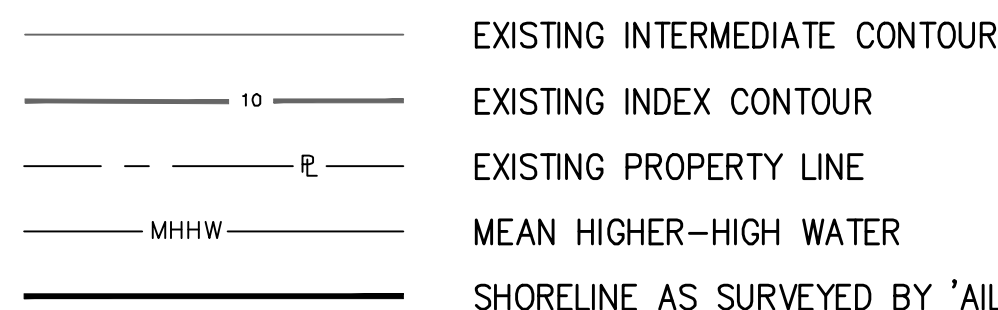 EXISTING INTERMEDIATE CONTOUR
10 EXISTING INDEX CONTOUR
PL EXISTING PROPERTY LINE
MHHW MEAN HIGHER-HIGH WATER
SHORELINE AS SURVEYED BY 'AIL